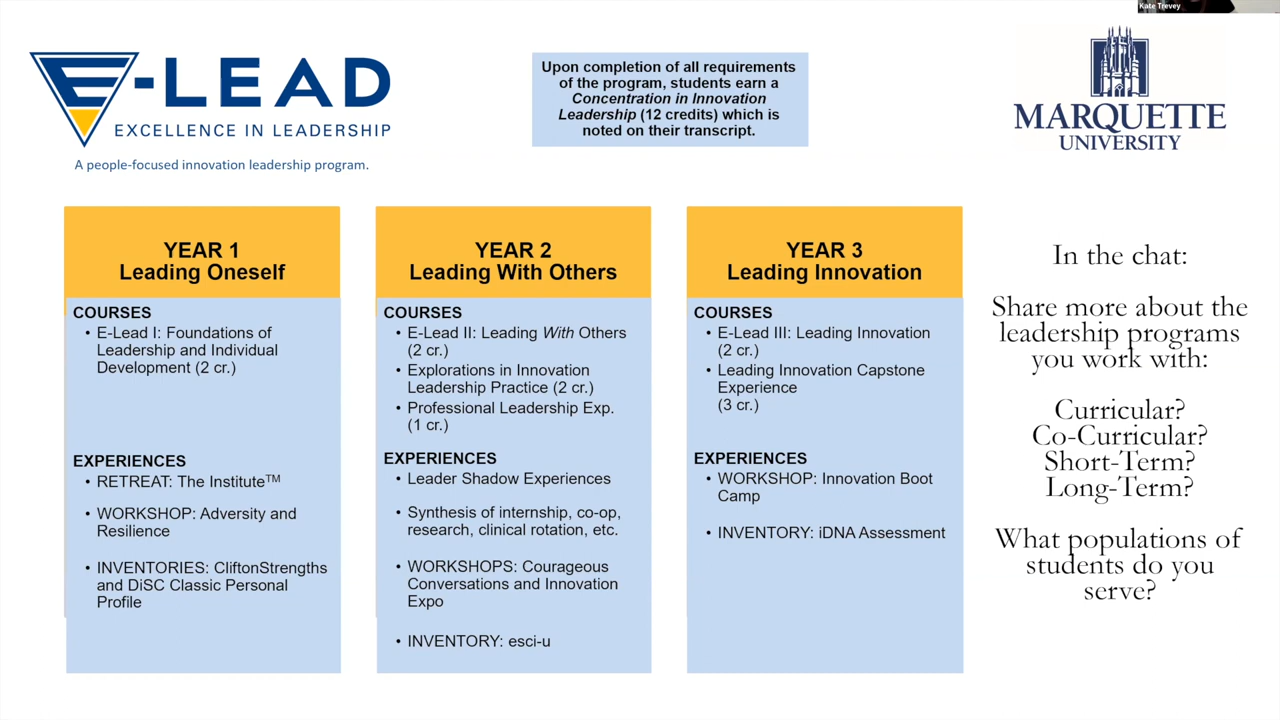 Kate Trevey
E-LEAD
EXCELLENCE IN LEADERSHIP
A people-focused innovation leadership program.
Upon completion of all requirements
of the program, students earn a
Concentration in Innovation
Leadership (12 credits) which is
noted on their transcript.
MARQUETTE
UNIVERSITY
YEAR 1
Leading Oneself
COURSES
• E-Lead I: Foundations of
Leadership and Individual
Development (2 cr.)
EXPERIENCES
• RETREAT: The Institute™
• WORKSHOP: Adversity and
Resilience
• INVENTORIES: CliftonStrengths
and DiSC Classic Personal
Profile
YEAR 2
Leading With Others
COURSES
• E-Lead II: Leading With Others
(2 cr.)
• Explorations in Innovation
Leadership Practice (2 cr.)
• Professional Leadership Exp.
(1 cr.)
EXPERIENCES
• Leader Shadow Experiences
• Synthesis of internship, co-op,
research, clinical rotation, etc.
• WORKSHOPS: Courageous
Conversations and Innovation
Expo
• INVENTORY: esci-u
YEAR 3
Leading Innovation
COURSES
• E-Lead III: Leading Innovation
(2 cr.)
• Leading Innovation Capstone
Experience
(3 cr.)
EXPERIENCES
• WORKSHOP: Innovation Boot
Camp
• INVENTORY: iDNA Assessment
In the chat:
Share more about the
leadership programs
you work with:
Curricular?
Co-Curricular?
Short-Term?
Long-Term?
What populations of
students do you
serve?